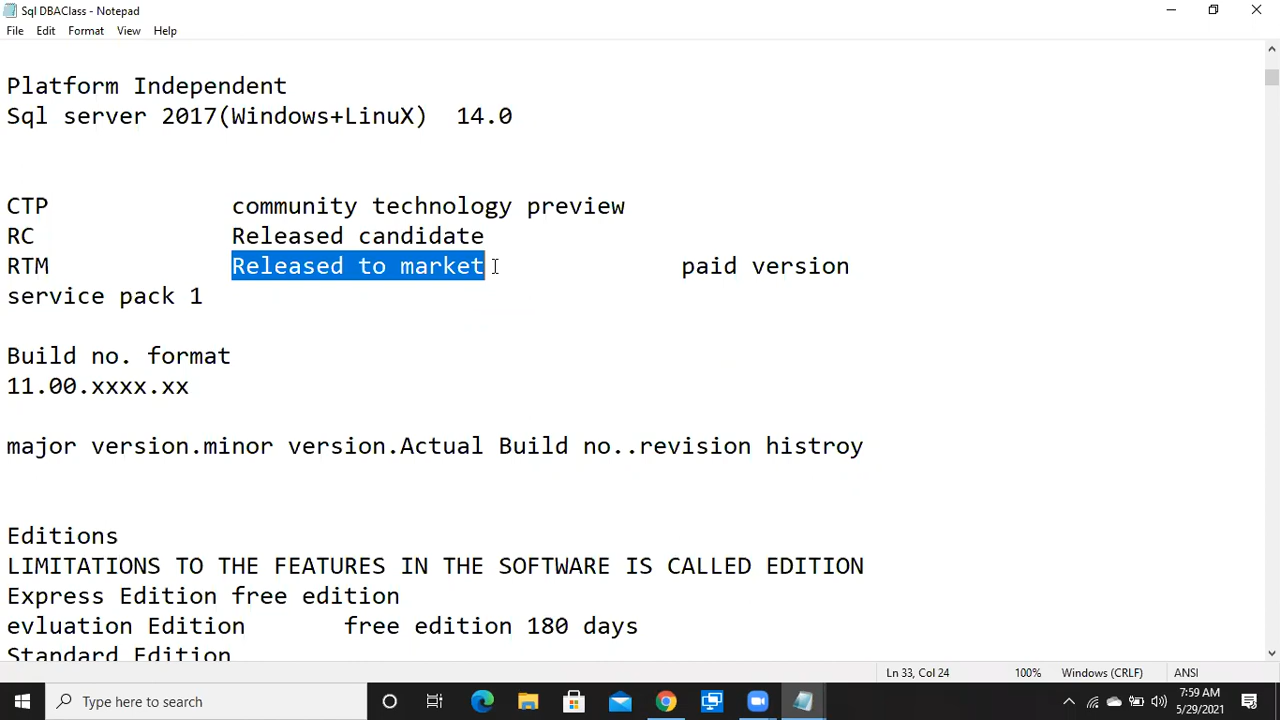 Sql DBAClass - Notepad
File Edit Format View Help
Platform Independent
Sql server 2017(Windows+LinuX) 14.0
CTP community technology preview
RC Released candidate
RTM Released to market paid version
service pack 1
Build no. format
11.00.xxxx.xx
major version.minor version.Actual Build no..revision histroy
Editions
LIMITATIONS TO THE FEATURES IN THE SOFTWARE IS CALLED EDITION
Express Edition free edition
evluation Edition free edition 180 days
Standard Edition
Ln 33, Col 24 100% Windows (CRLF) ANSI
Type here to search
7:59 AM
5/29/2021